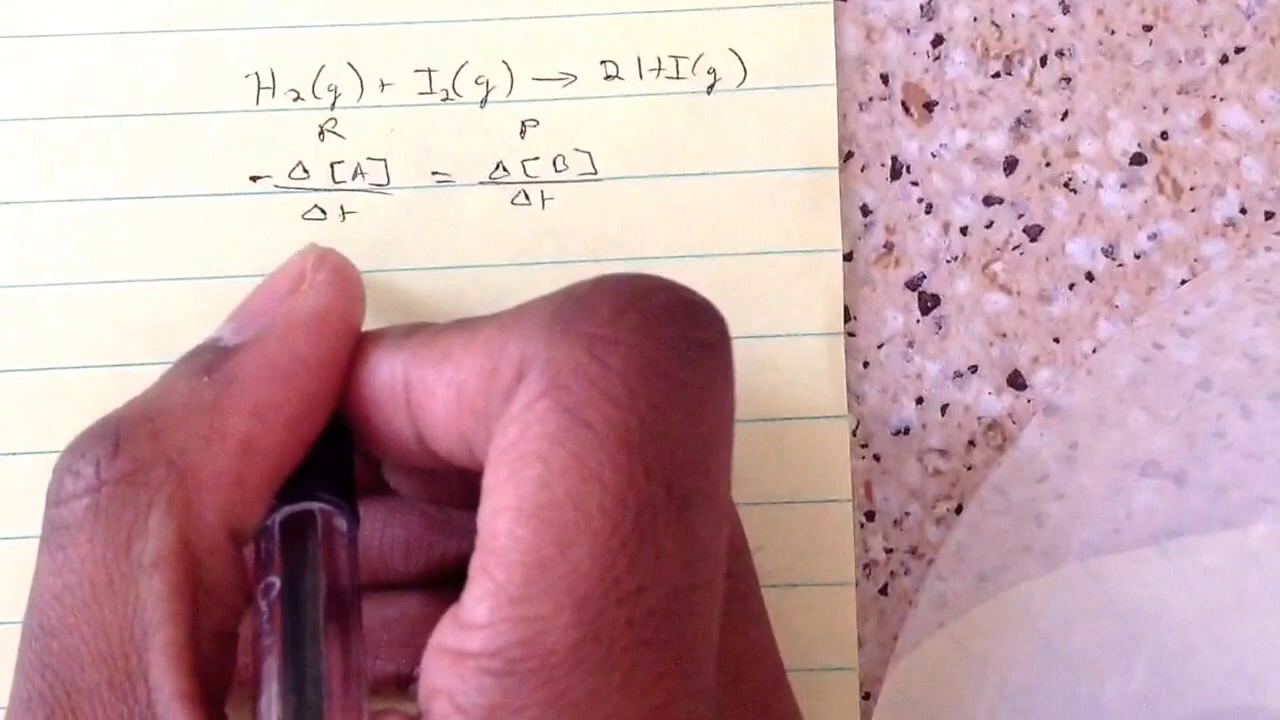 H₂(g) + I₂(g) → 2HI(g)
R P
- Δ[A] = Δ[B]
Δt Δt